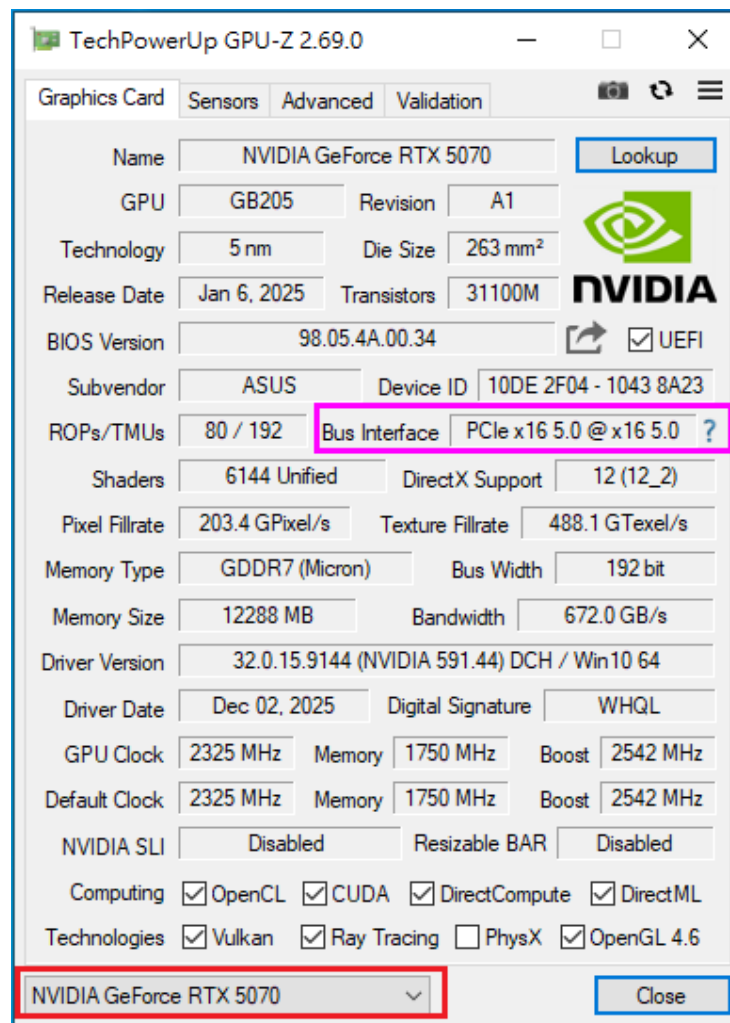 TechPowerUp GPU-Z 2.69.0
Graphics Card Sensors Advanced Validation
Name NVIDIA GeForce RTX 5070 Lookup
GPU GB205 Revision A1
Technology 5 nm Die Size 263 mm²
Release Date Jan 6, 2025 Transistors 31100M
NVIDIA
BIOS Version 98.05.4A.00.34 UEFI
Subvendor ASUS Device ID 10DE 2F04 - 1043 8A23
ROPs/TMUs 80 / 192 Bus Interface PCIe x16 5.0 @ x16 5.0 ?
Shaders 6144 Unified DirectX Support 12 (12_2)
Pixel Fillrate 203.4 GPixel/s Texture Fillrate 488.1 GTexel/s
Memory Type GDDR7 (Micron) Bus Width 192 bit
Memory Size 12288 MB Bandwidth 672.0 GB/s
Driver Version 32.0.15.9144 (NVIDIA 591.44) DCH / Win10 64
Driver Date Dec 02, 2025 Digital Signature WHQL
GPU Clock 2325 MHz Memory 1750 MHz Boost 2542 MHz
Default Clock 2325 MHz Memory 1750 MHz Boost 2542 MHz
NVIDIA SLI Disabled Resizable BAR Disabled
Computing OpenCL CUDA DirectCompute DirectML
Technologies Vulkan Ray Tracing PhysX OpenGL 4.6
NVIDIA GeForce RTX 5070 Close